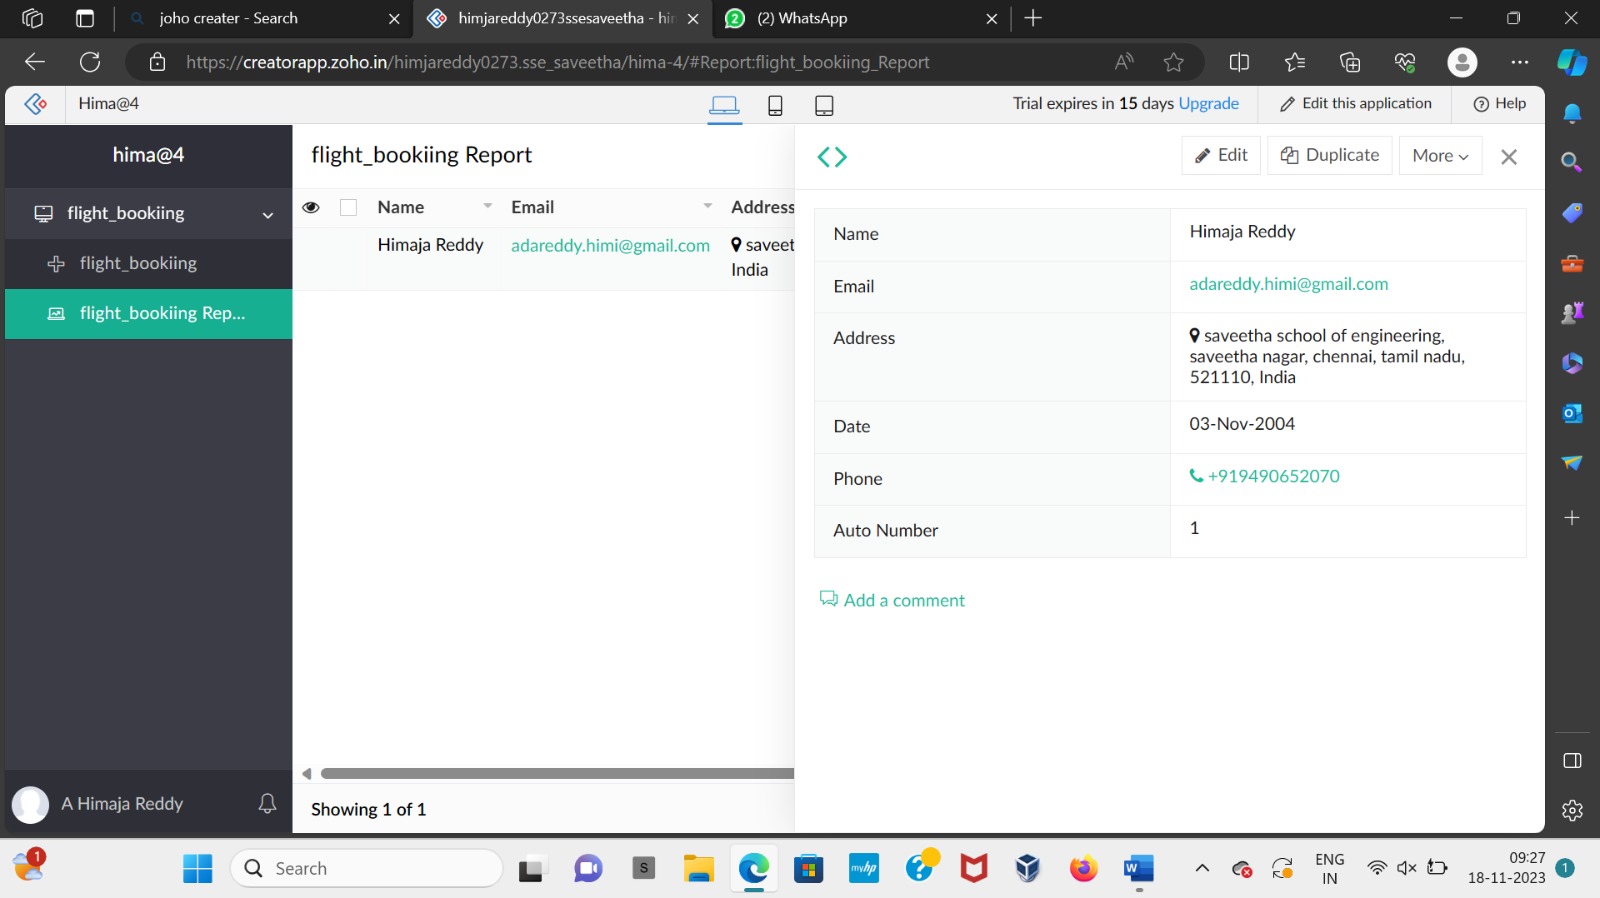 joho creater - Search
himjareddy0273ssesaveetha - hin
(2) WhatsApp
https://creatorapp.zoho.in/himjareddy0273.sse_saveetha/hima-4/#Report:flight_bookiing_Report
Hima@4
Trial expires in 15 days Upgrade
Edit this application
Help
hima@4
flight_bookiing
flight_bookiing
flight_bookiing Rep...
A Himaja Reddy
flight_bookiing Report
Name Email Address
Himaja Reddy adareddy.himi@gmail.com saveet
India
Showing 1 of 1
Edit Duplicate More
Name Himaja Reddy
Email adareddy.himi@gmail.com
Address saveetha school of engineering,
saveetha nagar, chennai, tamil nadu,
521110, India
Date 03-Nov-2004
Phone +919490652070
Auto Number 1
Add a comment
1
Search
S
myhp
ENG
IN
09:27
18-11-2023
1